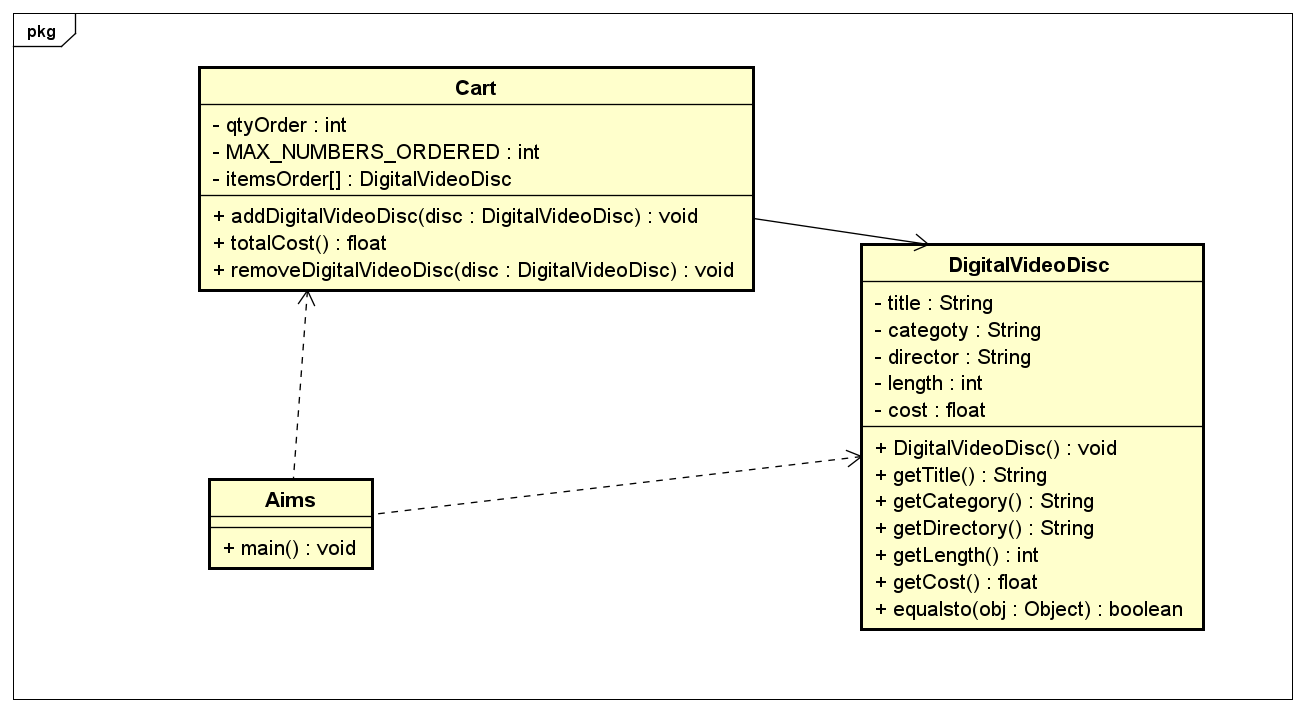 pkg
Cart
- qtyOrder : int
- MAX_NUMBERS_ORDERED : int
- itemsOrder[] : DigitalVideoDisc
+ addDigitalVideoDisc(disc : DigitalVideoDisc) : void
+ totalCost() : float
+ removeDigitalVideoDisc(disc : DigitalVideoDisc) : void
DigitalVideoDisc
- title : String
- categoty : String
- director : String
- length : int
- cost : float
+ DigitalVideoDisc() : void
+ getTitle() : String
+ getCategory() : String
+ getDirectory() : String
+ getLength() : int
+ getCost() : float
+ equalsto(obj : Object) : boolean
Aims
+ main() : void